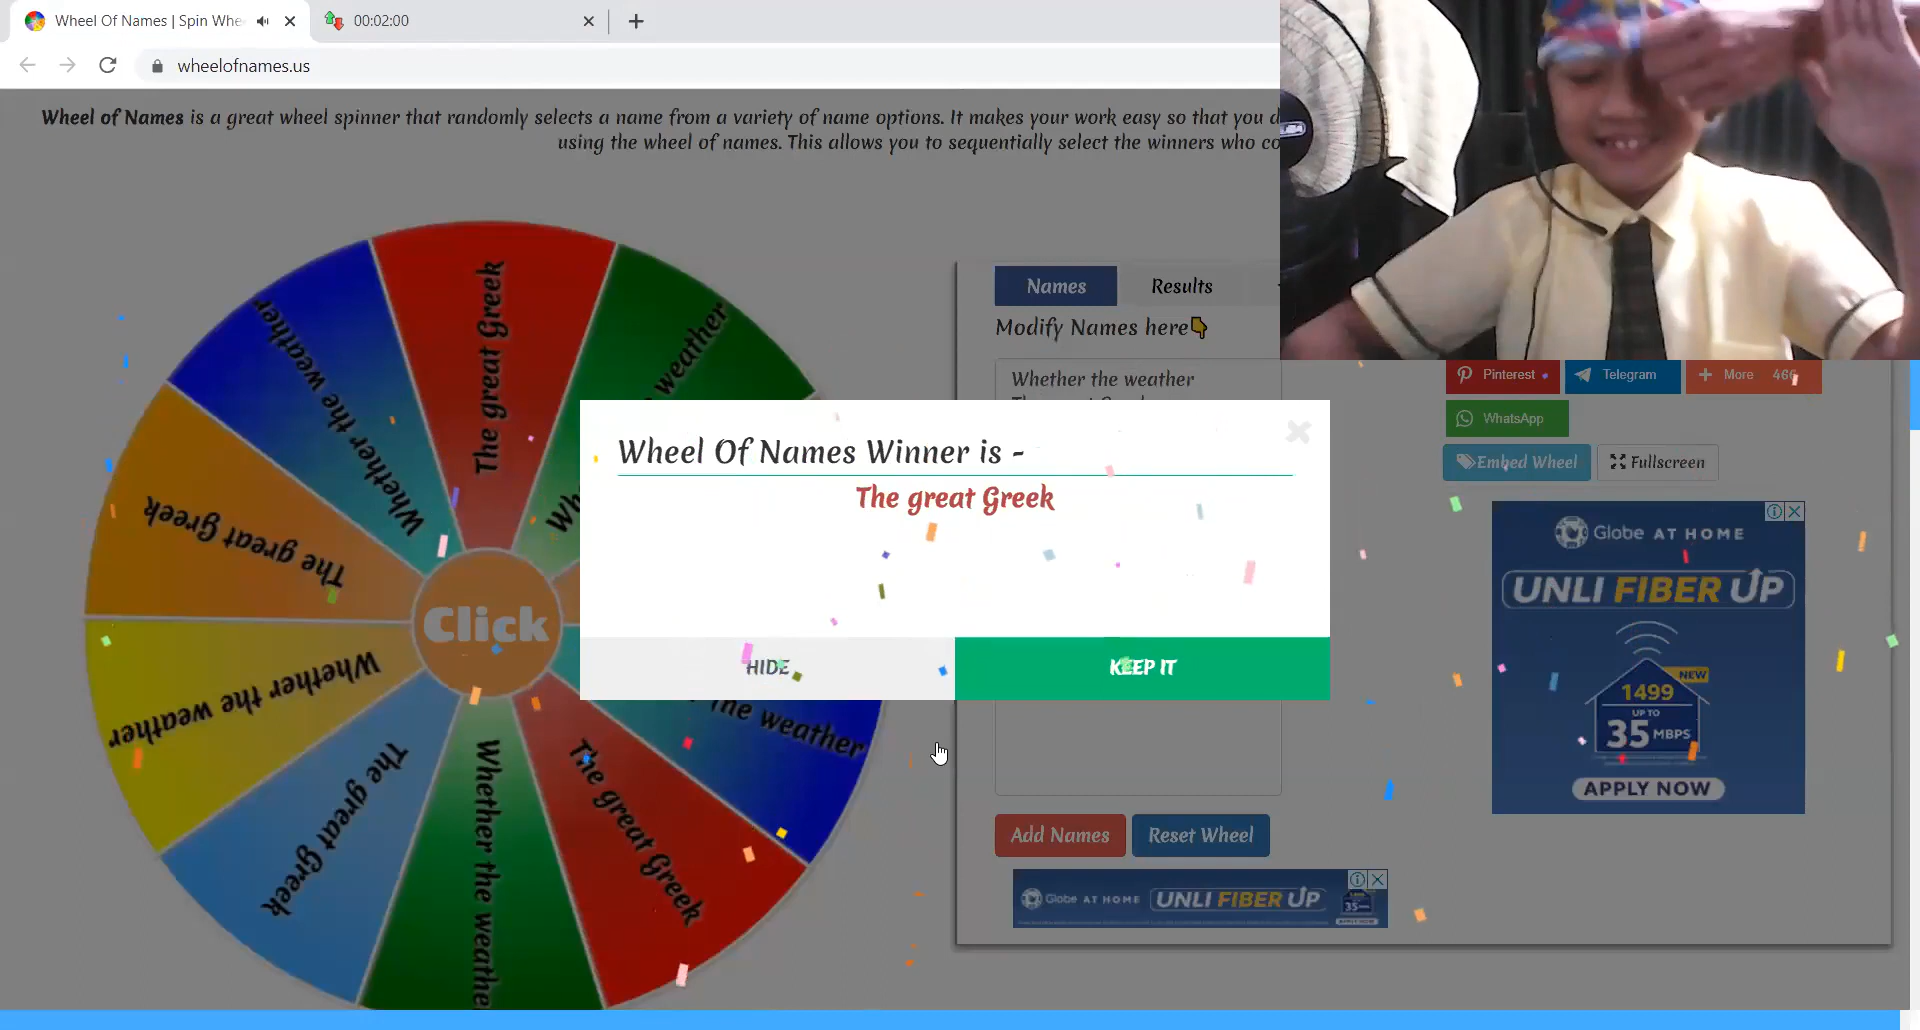 Wheel Of Names | Spin Whe
00:02:00
wheelofnames.us
Wheel of Names is a great wheel spinner that randomly selects a name from a variety of name options. It makes your work easy so that you d
using the wheel of names. This allows you to sequentially select the winners who co
The great Greek
weather
Whether the weather
The great Greek
Whether the weather
The great Greek
Whether the weathe
The great Greek
the weather
Wh
Click
Names
Results
Modify Names here
Whether the weather
Wheel Of Names Winner is -
The great Greek
HIDE
KEEP IT
Add Names
Reset Wheel
Pinterest
Telegram
More 466
WhatsApp
Embed Wheel
Fullscreen
Globe AT HOME
UNLI FIBER UP
NEW
1499
UP TO
35 MBPS
APPLY NOW
Globe AT HOME
UNLI FIBER UP